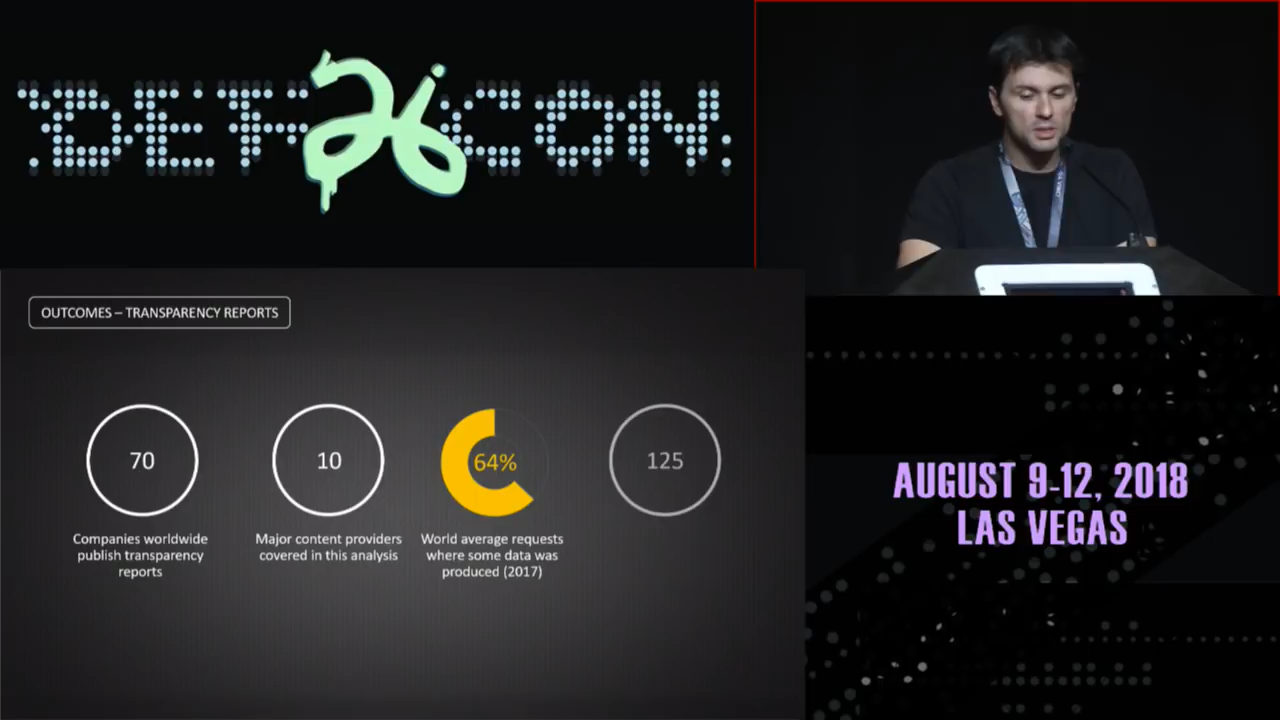 DEF 26 CON
OUTCOMES – TRANSPARENCY REPORTS
70
10
64%
125
Companies worldwide
publish transparency
reports
Major content providers
covered in this analysis
World average requests
where some data was
produced (2017)
AUGUST 9-12, 2018
LAS VEGAS